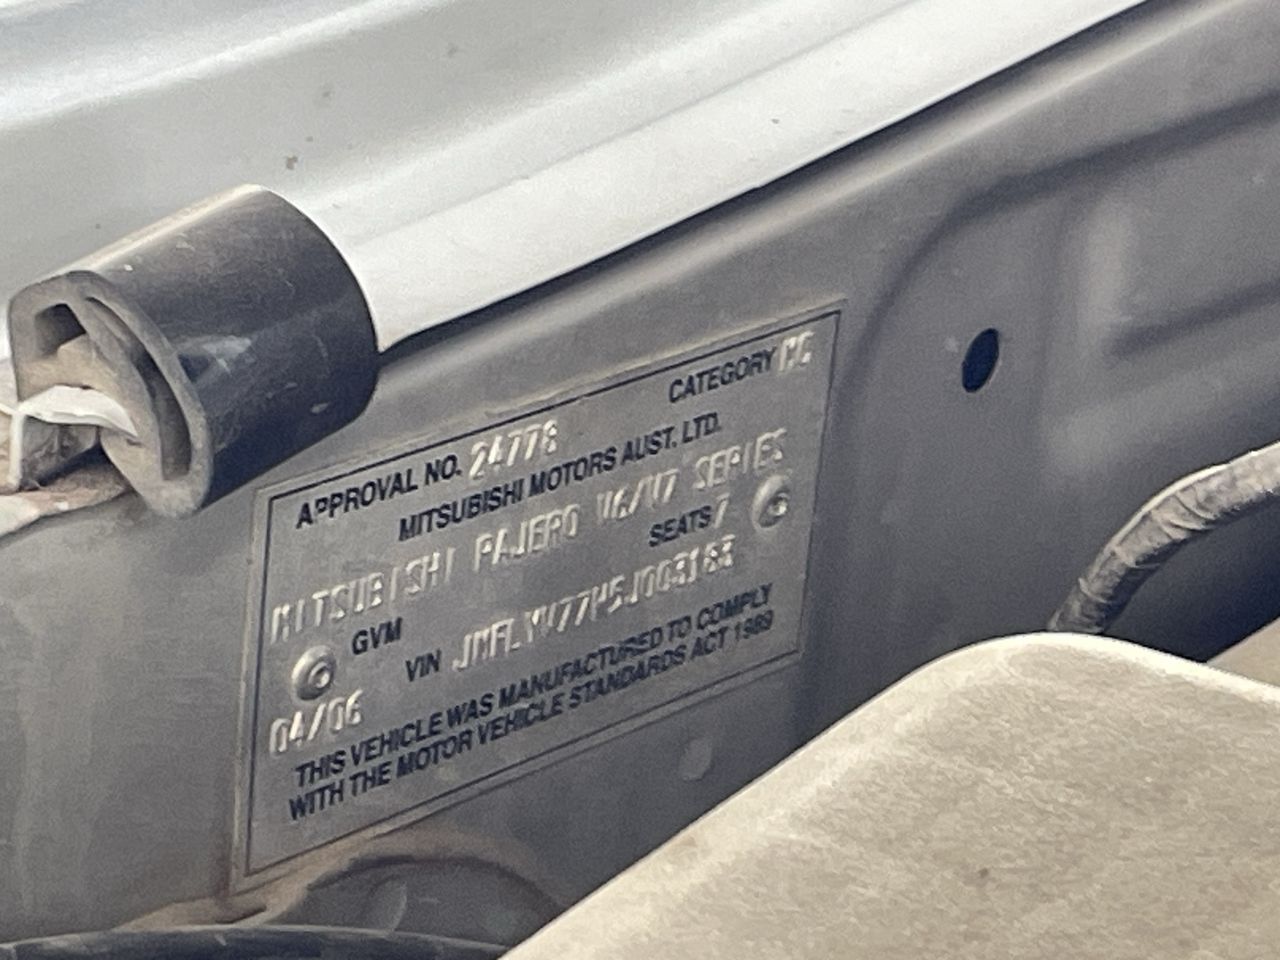 APPROVAL NO. 24778 CATEGORY MC
MITSUBISHI MOTORS AUST. LTD.
MITSUBISHI PAJERO V6/V7 SERIES
GVM SEATS 7
VIN
04/06
THIS VEHICLE WAS MANUFACTURED TO COMPLY
WITH THE MOTOR VEHICLE STANDARDS ACT 1989